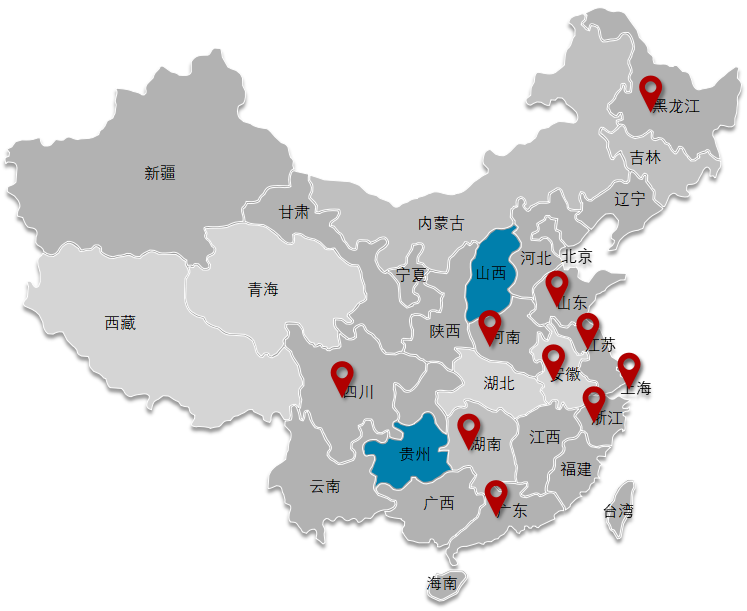 黑龙江
吉林
新疆
辽宁
甘肃
内蒙古
河北
北京
宁夏
山西
青海
山东
西藏
陕西
河南
江苏
安徽
湖北
上海
四川
浙江
江西
湖南
贵州
福建
云南
广西
广东
台湾
海南